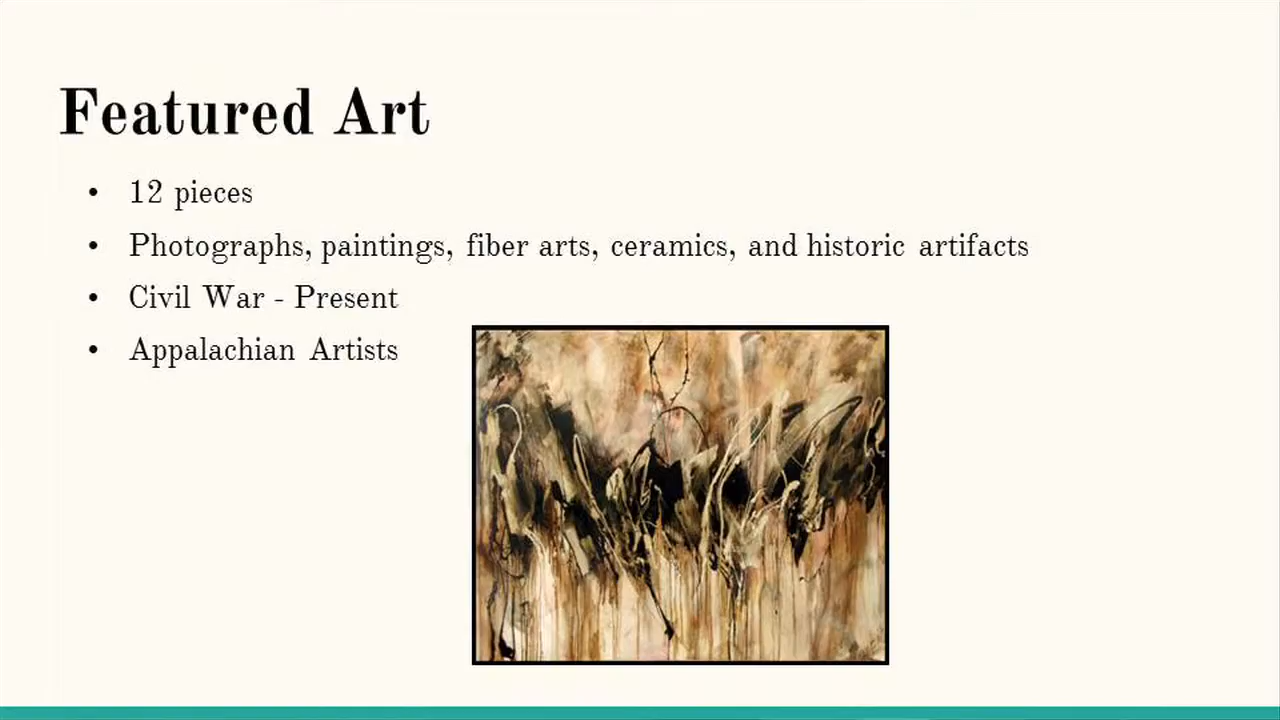 Featured Art
• 12 pieces
• Photographs, paintings, fiber arts, ceramics, and historic artifacts
• Civil War - Present
• Appalachian Artists